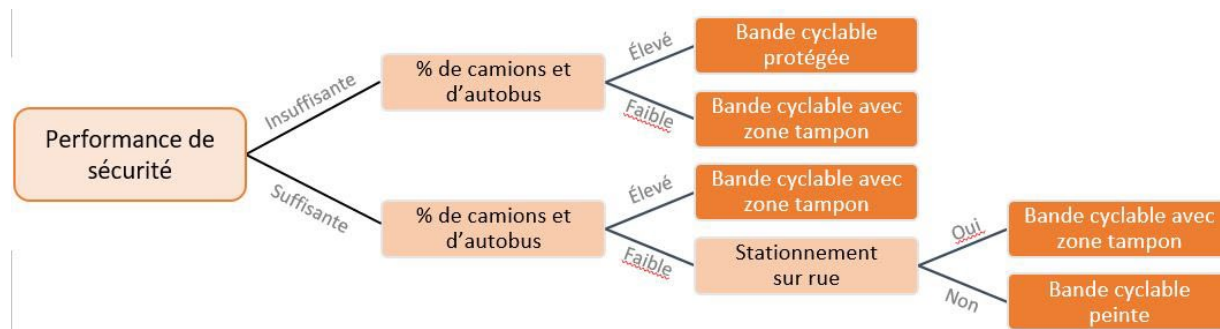 Performance de
sécurité
Insuffisante
Suffisante
% de camions et
d'autobus
Élevé
Faible
Bande cyclable
protégée
Bande cyclable avec
zone tampon
% de camions et
d'autobus
Élevé
Faible
Bande cyclable avec
zone tampon
Stationnement
sur rue
Oui
Non
Bande cyclable avec
zone tampon
Bande cyclable
peinte